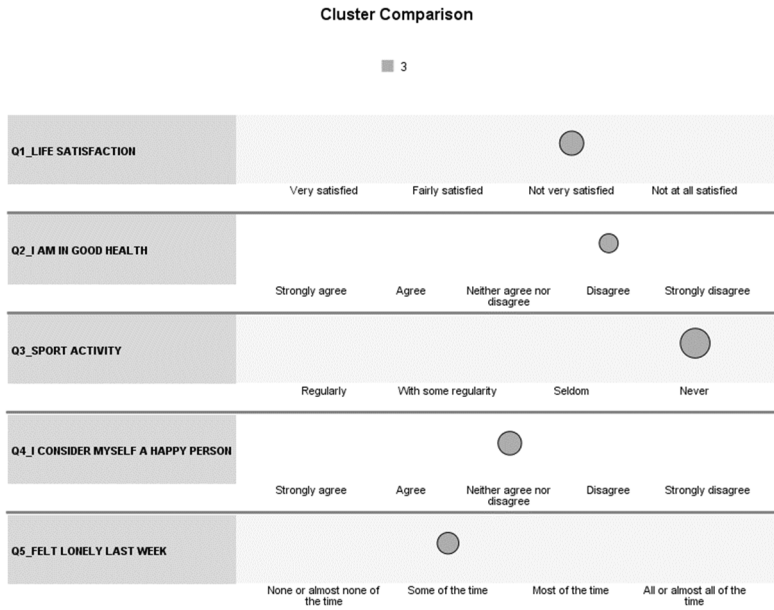 Cluster Comparison
3
Q1_LIFE SATISFACTION
Very satisfied Fairly satisfied Not very satisfied Not at all satisfied
Q2_I AM IN GOOD HEALTH
Strongly agree Agree Neither agree nor disagree Disagree Strongly disagree
Q3_SPORT ACTIVITY
Regularly With some regularity Seldom Never
Q4_I CONSIDER MYSELF A HAPPY PERSON
Strongly agree Agree Neither agree nor disagree Disagree Strongly disagree
Q5_FELT LONELY LAST WEEK
None or almost none of the time Some of the time Most of the time All or almost all of the time